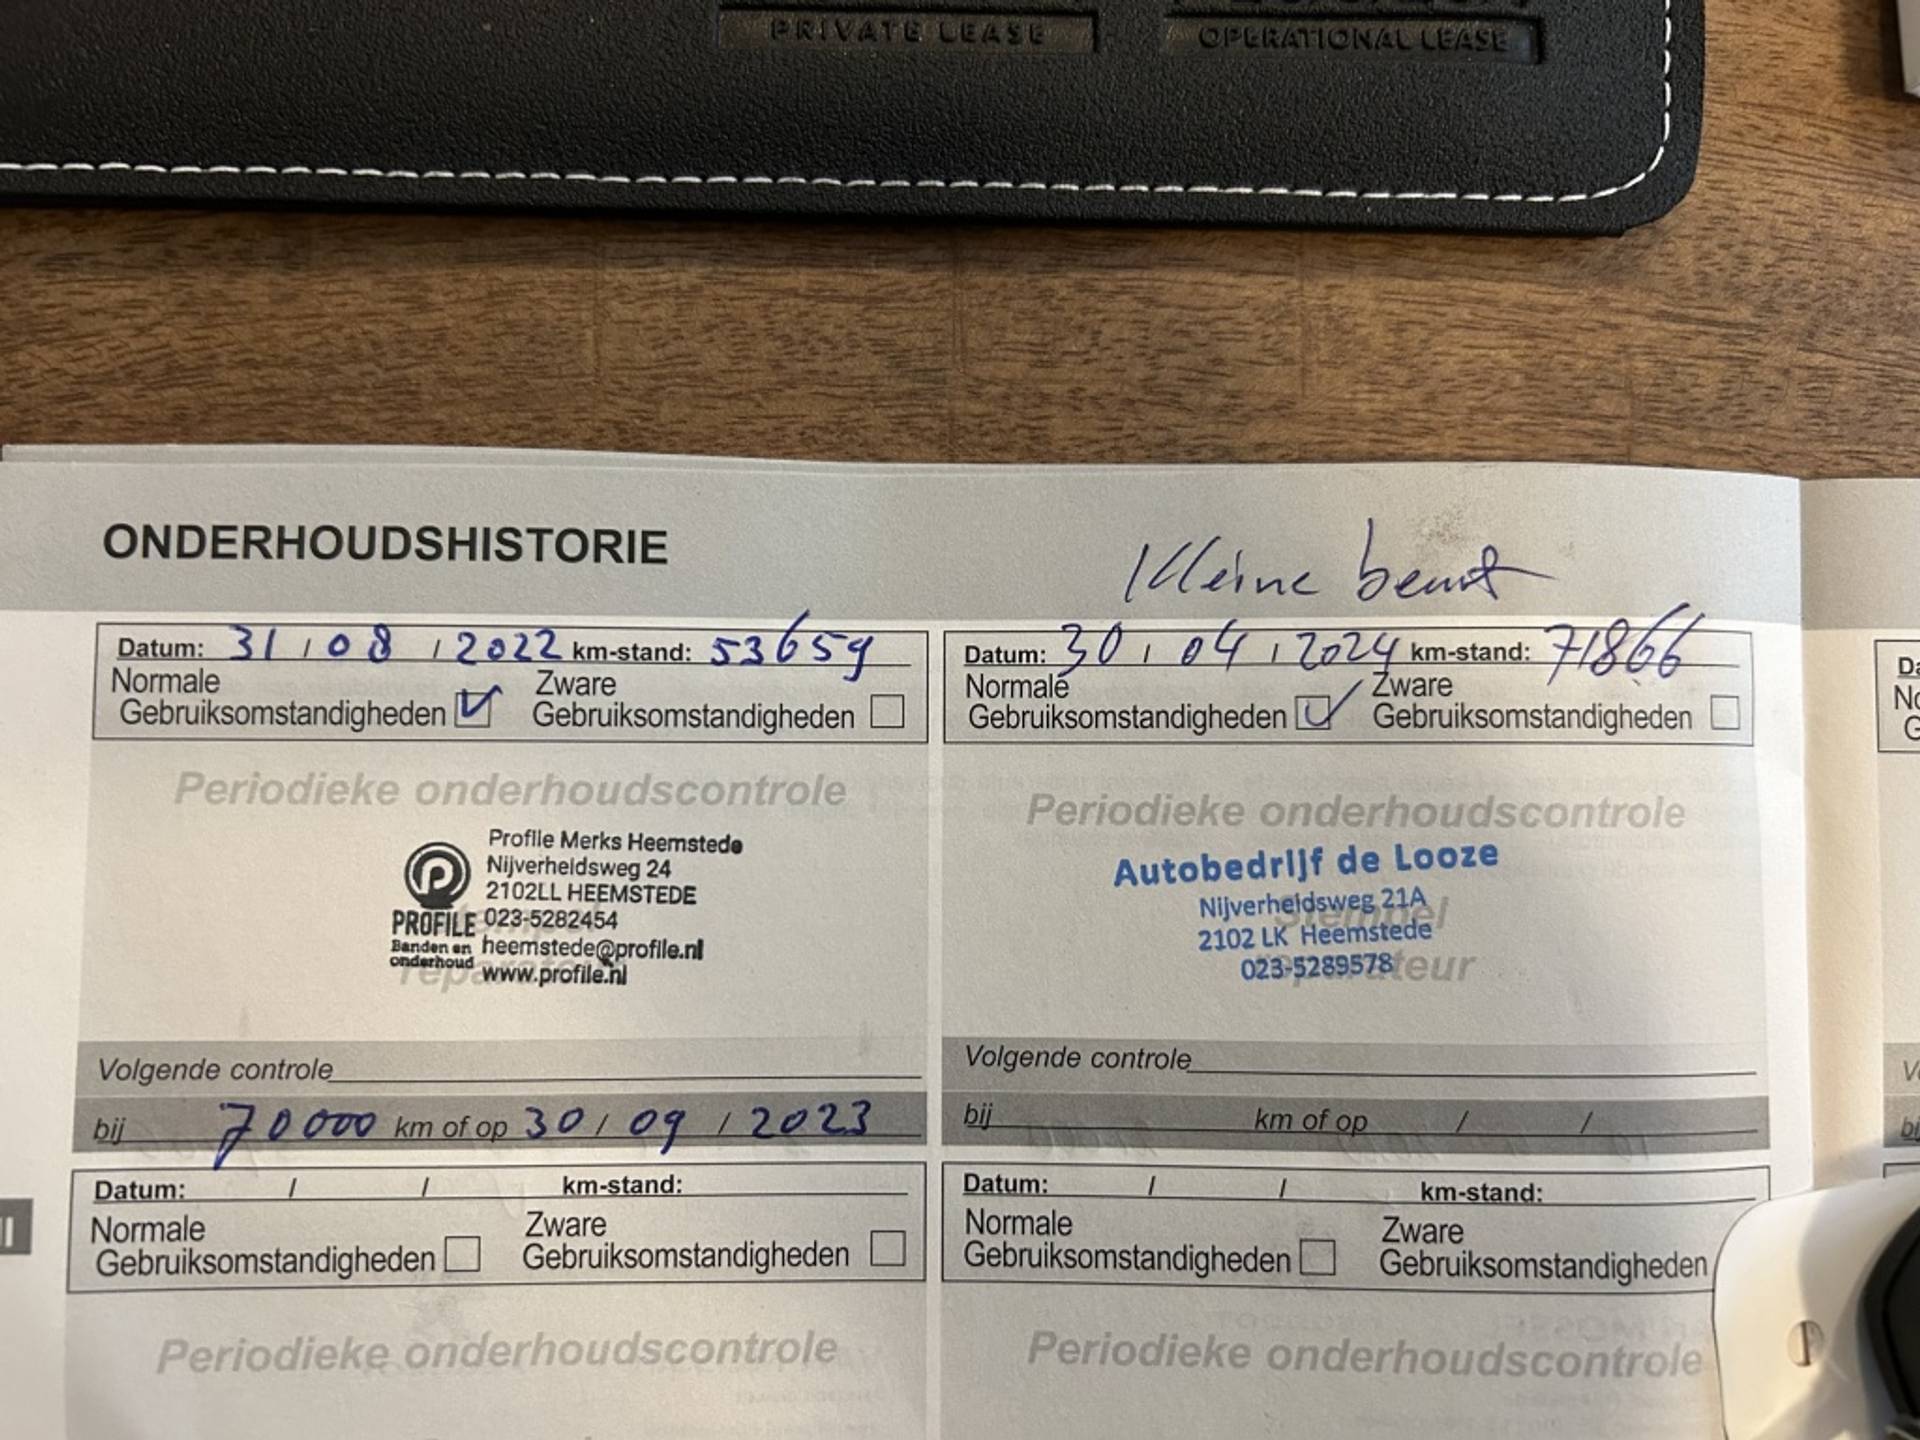 PRIVATE LEASE
OPERATIONAL LEASE
ONDERHOUDSHISTORIE
Kleine beurt
Datum: 31 / 08 / 2022 km-stand: 53659
Normale Gebruiksomstandigheden
Zware Gebruiksomstandigheden
Periodieke onderhoudscontrole
Profile Merks Heemstede
Nijverheidsweg 24
2102LL HEEMSTEDE
023-5282454
heemstede@profile.nl
www.profile.nl
PROFILE
Banden en
onderhoud
Volgende controle
bij 70000 km of op 30 / 09 / 2023
Datum: 30 / 04 / 2024 km-stand: 71866
Normale Gebruiksomstandigheden
Zware Gebruiksomstandigheden
Periodieke onderhoudscontrole
Stempel
reparateur
Autobedrijf de Looze
Nijverheidsweg 21A
2102 LK Heemstede
023-5289578
Volgende controle
bij km of op / /
Datum: / / km-stand:
Normale Gebruiksomstandigheden
Zware Gebruiksomstandigheden
Periodieke onderhoudscontrole
Datum: / / km-stand:
Normale Gebruiksomstandigheden
Zware Gebruiksomstandigheden
Periodieke onderhoudscontrole